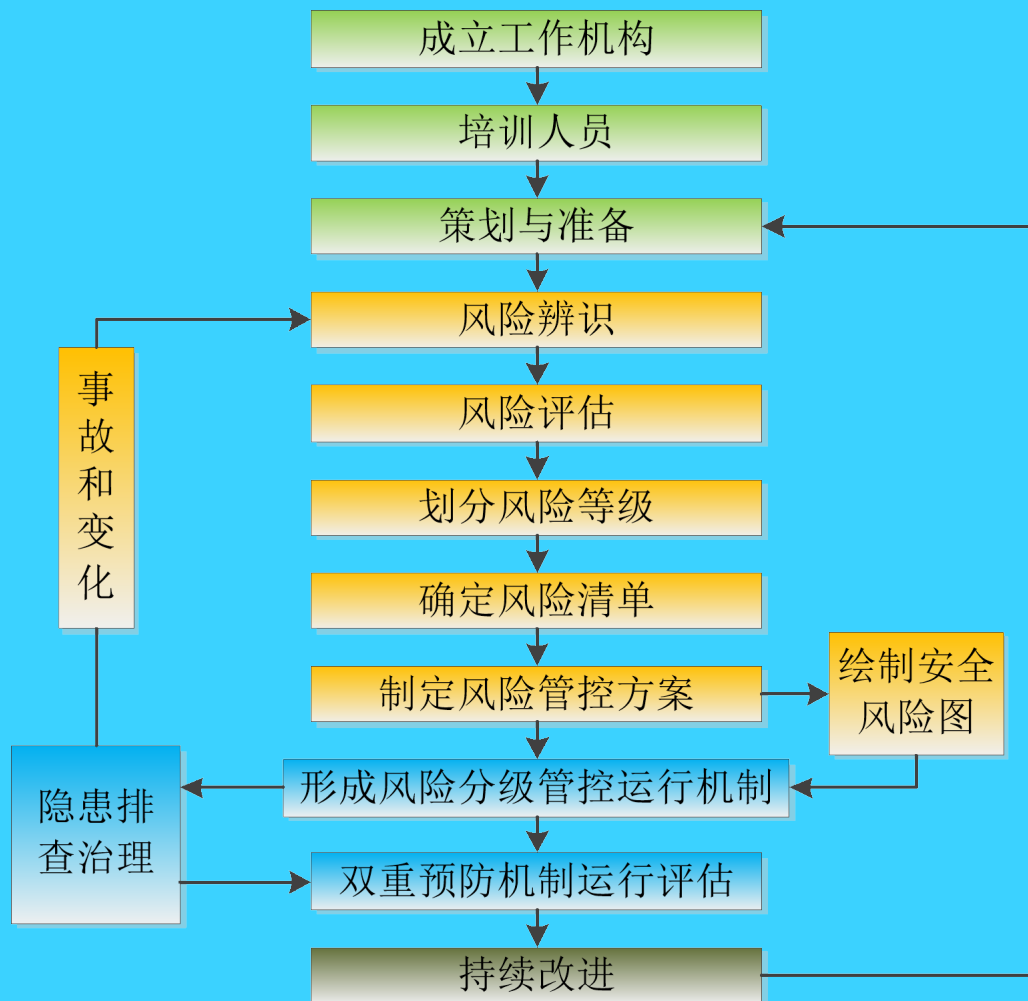 成立工作机构
培训人员
策划与准备
风险辨识
风险评估
划分风险等级
确定风险清单
制定风险管控方案
绘制安全
风险图
形成风险分级管控运行机制
事故和变化
隐患排
查治理
双重预防机制运行评估
持续改进